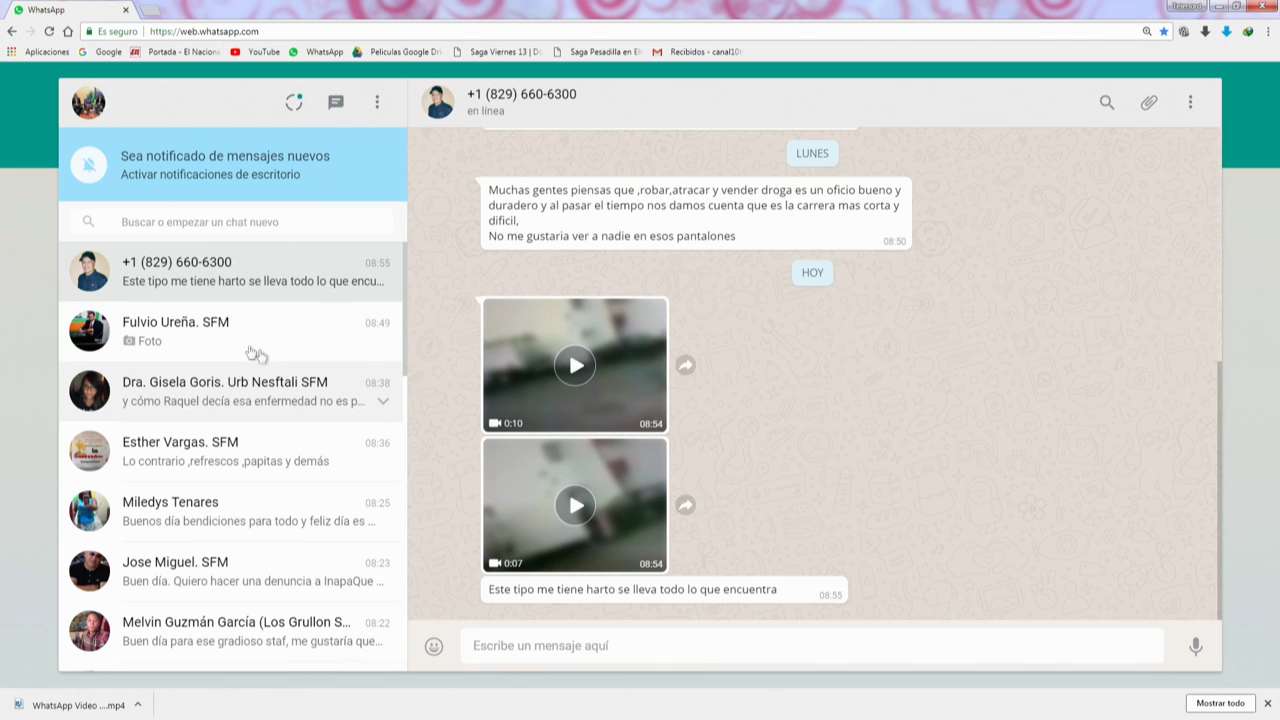 WhatsApp
Telenord..
Es seguro | https://web.whatsapp.com
Aplicaciones
Google
Portada - El Naciona
YouTube
WhatsApp
Peliculas Google Dri
Saga Viernes 13 | Do
Saga Pesadilla en El
Recibidos - canal10t
Sea notificado de mensajes nuevos
Activar notificaciones de escritorio
Buscar o empezar un chat nuevo
+1 (829) 660-6300
08:55
Este tipo me tiene harto se lleva todo lo que encu...
Fulvio Ureña. SFM
08:49
Foto
Dra. Gisela Goris. Urb Nesftali SFM
08:38
y cómo Raquel decía esa enfermedad no es p...
Esther Vargas. SFM
08:36
Lo contrario ,refrescos ,papitas y demás
Miledys Tenares
08:25
Buenos día bendiciones para todo y feliz día es ...
Jose Miguel. SFM
08:23
Buen día. Quiero hacer una denuncia a InapaQue ...
Melvin Guzmán García (Los Grullon S...
08:22
Buen día para ese gradioso staf, me gustaría que...
+1 (829) 660-6300
en línea
LUNES
Muchas gentes piensas que ,robar,atracar y vender droga es un oficio bueno y
duradero y al pasar el tiempo nos damos cuenta que es la carrera mas corta y
dificil,
No me gustaria ver a nadie en esos pantalones
08:50
HOY
0:10
08:54
0:07
08:54
Este tipo me tiene harto se lleva todo lo que encuentra
08:55
Escribe un mensaje aquí
WhatsApp Video ....mp4
Mostrar todo